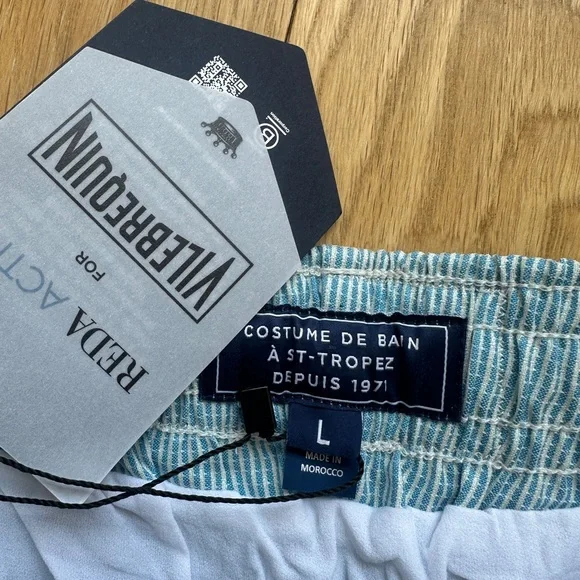 VILEBREQUIN
FOR
REDA ACTI
COSTUME DE BAIN
À ST-TROPEZ
DEPUIS 1971
L
MADE IN
MOROCCO
B